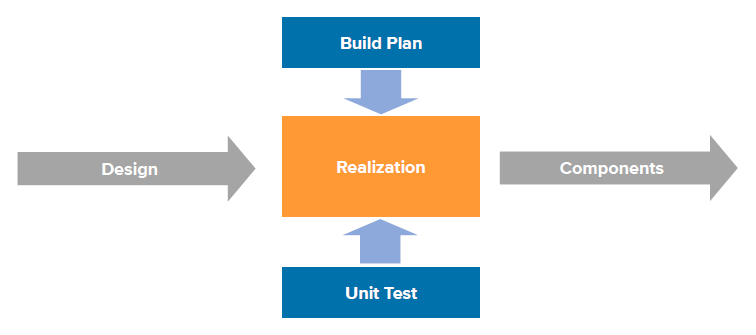 Build Plan
Design
Realization
Components
Unit Test